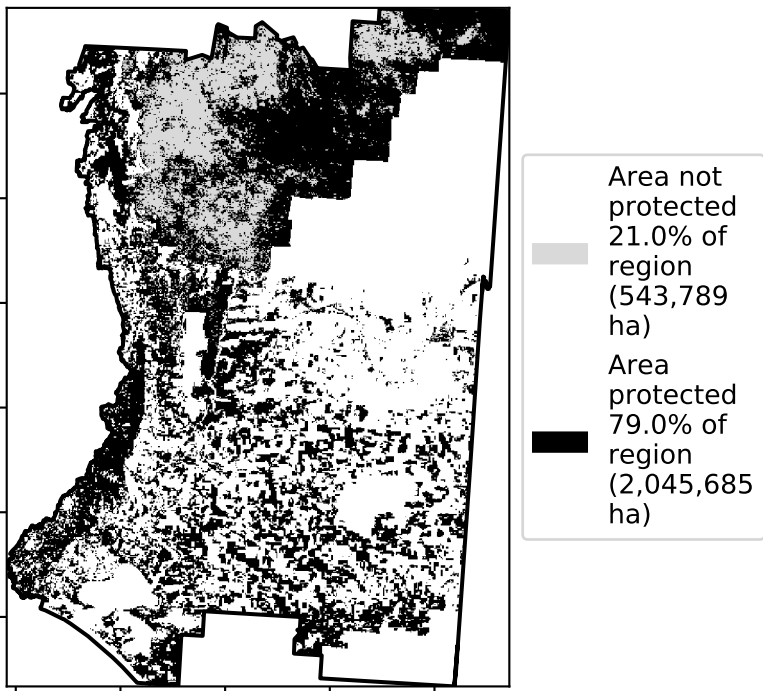 Area not
protected
21.0% of
region
(543,789
ha)
Area
protected
79.0% of
region
(2,045,685
ha)